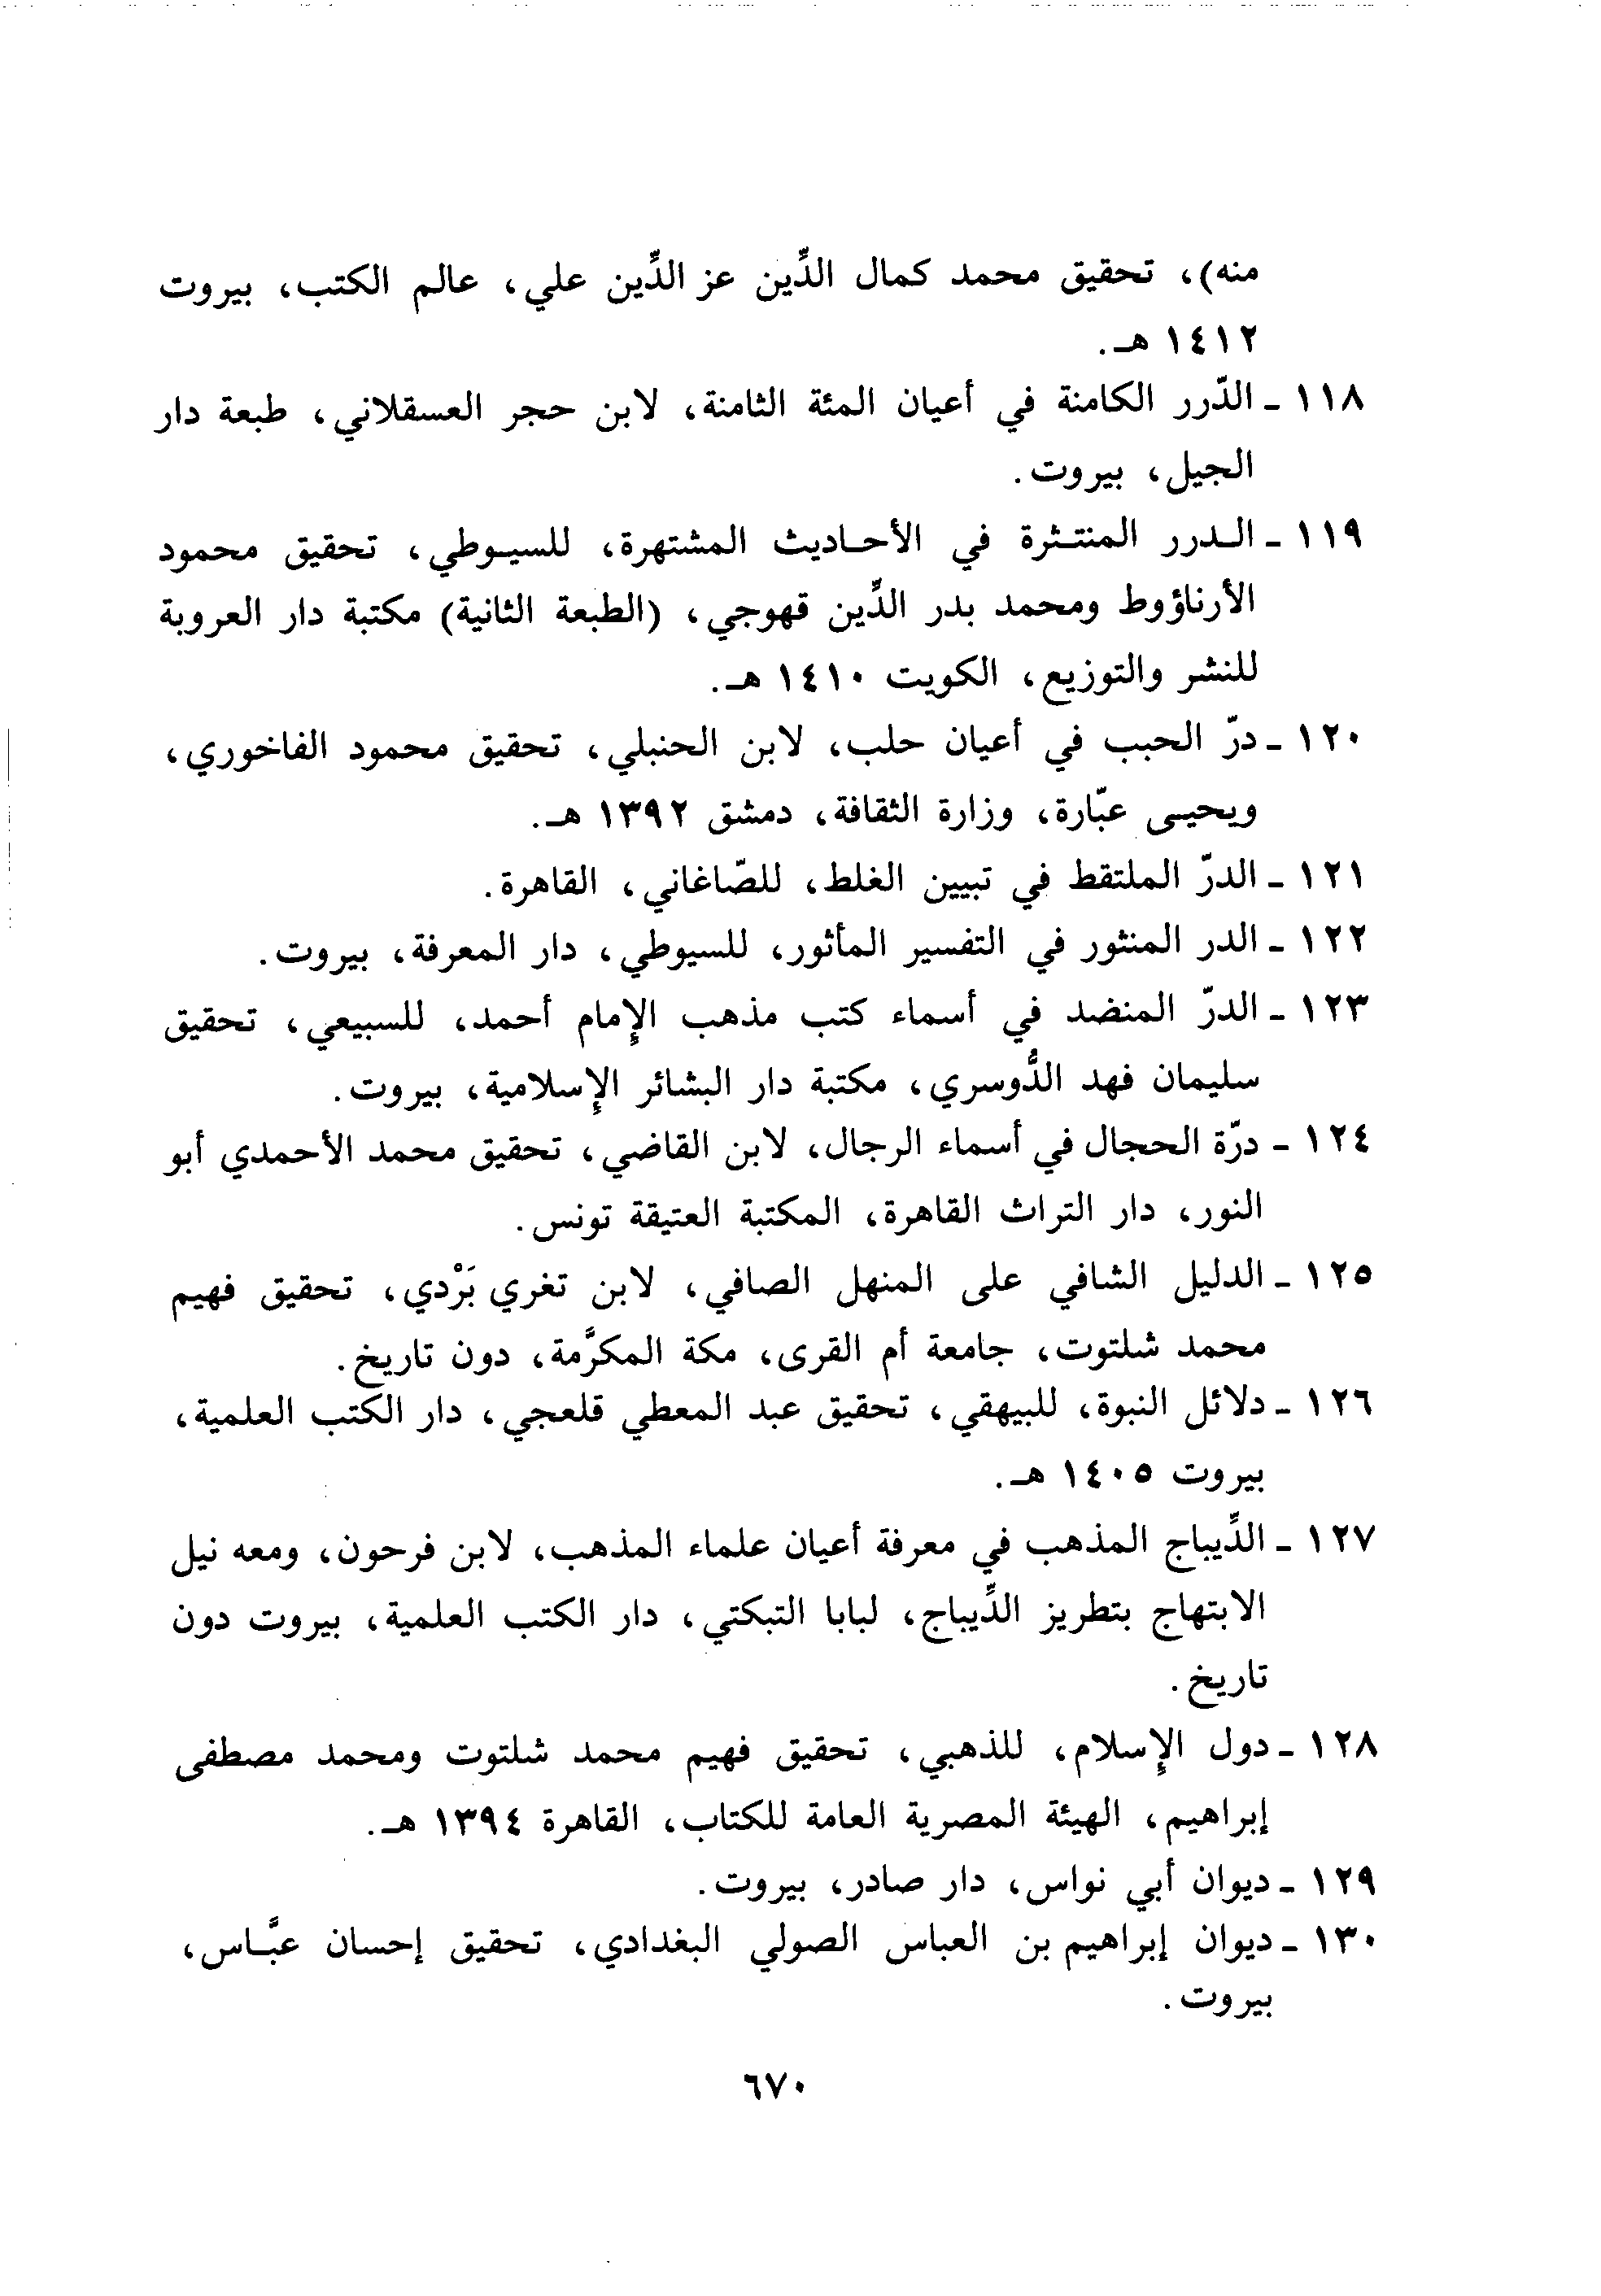 منه)، تحقيق محمد كمال الدِّين عز الدِّين علي، عالم الكتب، بيروت
١٤١٢ هـ.
١١٨ ـ الدّرر الكامنة في أعيان المئة الثامنة، لابن حجر العسقلاني، طبعة دار
الجيل، بيروت.
١١٩ ـ الـدرر المنتـثرة في الأحـاديث المشتهرة، للسيـوطي، تحقيق محمود
الأرناؤوط ومحمد بدر الدِّين قهوجي، (الطبعة الثانية) مكتبة دار العروبة
للنشر والتوزيع، الكويت ١٤١٠ هـ.
١٢٠ ـ درّ الحبب في أعيان حلب، لابن الحنبلي، تحقيق محمود الفاخوري،
ويحيى عبّارة، وزارة الثقافة، دمشق ١٣٩٢ هـ.
١٢١ ـ الدرّ الملتقط في تبيين الغلط، للصّاغاني، القاهرة.
١٢٢ ـ الدر المنثور في التفسير المأثور، للسيوطي، دار المعرفة، بيروت.
١٢٣ ـ الدرّ المنضد في أسماء كتب مذهب الإمام أحمد، للسبيعي، تحقيق
سليمان فهد الدُّوسري، مكتبة دار البشائر الإسلامية، بيروت.
١٢٤ ـ درّة الحجال في أسماء الرجال، لابن القاضي، تحقيق محمد الأحمدي أبو
النور، دار التراث القاهرة، المكتبة العتيقة تونس.
١٢٥ ـ الدليل الشافي على المنهل الصافي، لابن تغري بَرْدي، تحقيق فهيم
محمد شلتوت، جامعة أم القرى، مكة المكرَّمة، دون تاريخ.
١٢٦ ـ دلائل النبوة، للبيهقي، تحقيق عبد المعطي قلعجي، دار الكتب العلمية،
بيروت ١٤٠٥ هـ.
١٢٧ ـ الدِّيباج المذهب في معرفة أعيان علماء المذهب، لابن فرحون، ومعه نيل
الابتهاج بتطريز الدِّيباج، لبابا التبكتي، دار الكتب العلمية، بيروت دون
تاريخ.
١٢٨ ـ دول الإسلام، للذهبي، تحقيق فهيم محمد شلتوت ومحمد مصطفى
إبراهيم، الهيئة المصرية العامة للكتاب، القاهرة ١٣٩٤ هـ.
١٢٩ ـ ديوان أبي نواس، دار صادر، بيروت.
١٣٠ ـ ديوان إبراهيم بن العباس الصولي البغدادي، تحقيق إحسان عبَّـاس،
بيروت.
٦٧٠